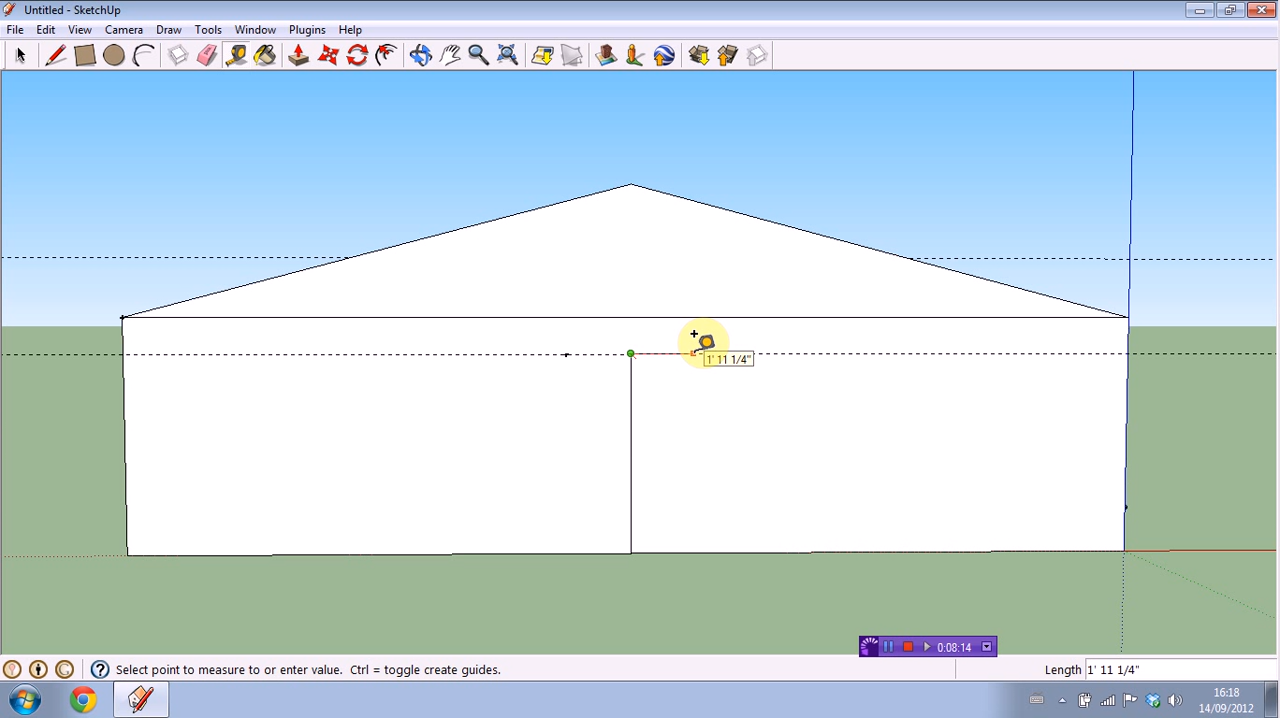 Untitled - SketchUp
File Edit View Camera Draw Tools Window Plugins Help
1' 11 1/4"
0:08:14
Select point to measure to or enter value. Ctrl = toggle create guides.
Length 1' 11 1/4"
16:18
14/09/2012